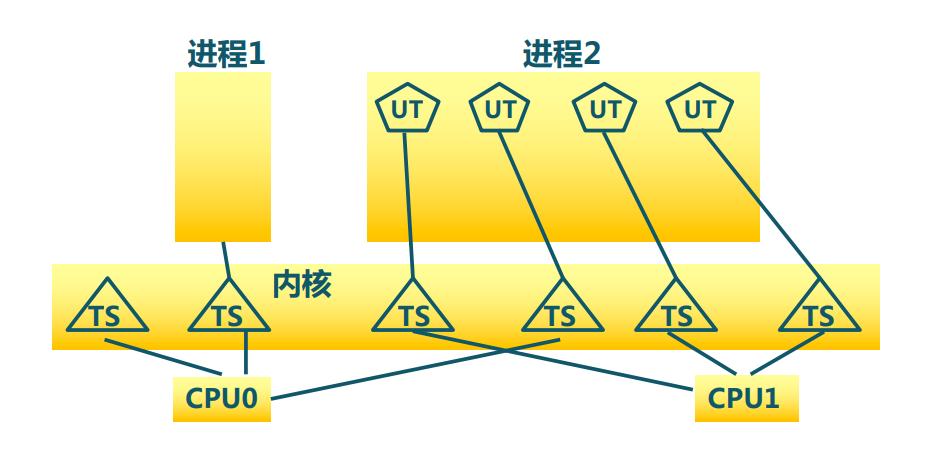 进程1 进程2
UT UT UT UT
内核
TS TS TS TS TS TS
CPU0 CPU1